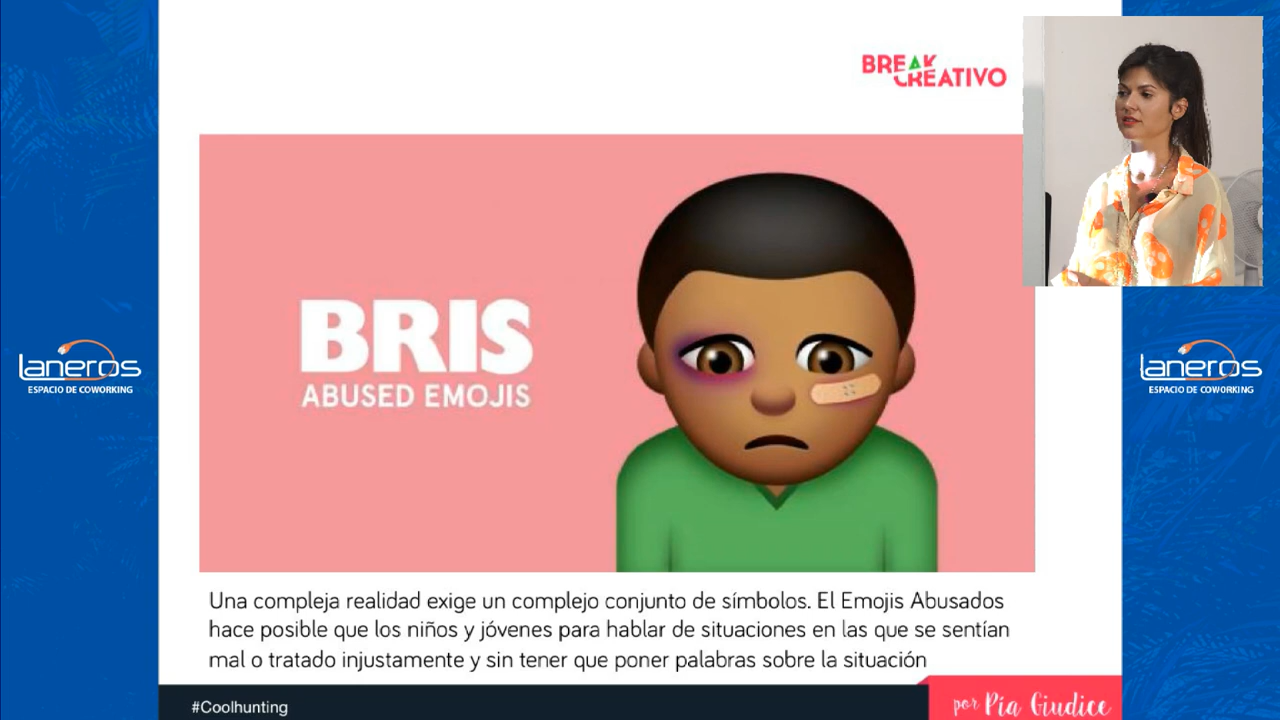 BREAK
CREATIVO
BRIS
ABUSED EMOJIS
laneros
ESPACIO DE COWORKING
laneros
ESPACIO DE COWORKING
Una compleja realidad exige un complejo conjunto de símbolos. El Emojis Abusados
hace posible que los niños y jóvenes para hablar de situaciones en las que se sentían
mal o tratado injustamente y sin tener que poner palabras sobre la situación
#Coolhunting
por Pía Giudice